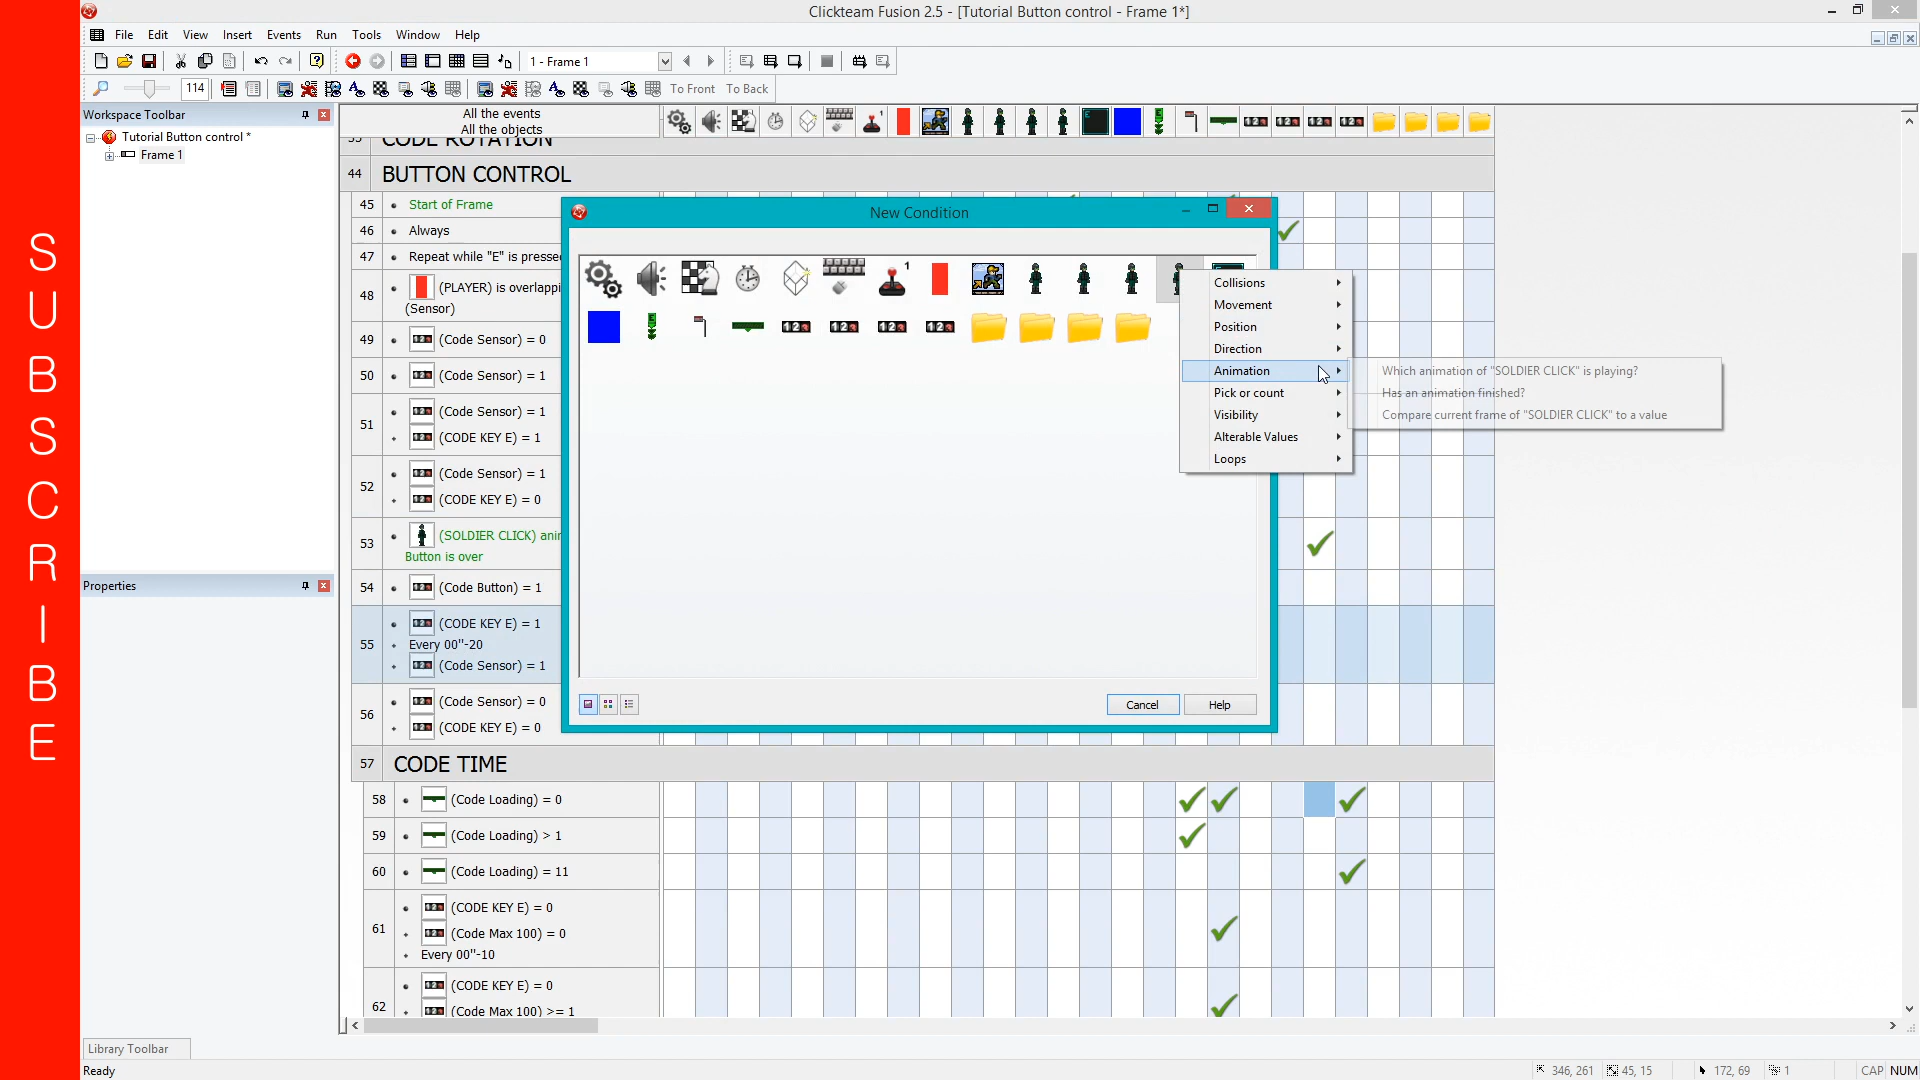 Clickteam Fusion 2.5 - [Tutorial Button control - Frame 1*]
File Edit View Insert Events Run Tools Window Help
1 - Frame 1
114
To Front To Back
Workspace Toolbar
Tutorial Button control *
Frame 1
Properties
Library Toolbar
Ready
SUBSCRIBE
All the events
All the objects
CODE ROTATION
44 BUTTON CONTROL
45 Start of Frame
46 Always
47 Repeat while "E" is presse
48 (PLAYER) is overlappi
(Sensor)
49 (Code Sensor) = 0
50 (Code Sensor) = 1
51 (Code Sensor) = 1
(CODE KEY E) = 1
52 (Code Sensor) = 1
(CODE KEY E) = 0
53 (SOLDIER CLICK) ani
Button is over
54 (Code Button) = 1
55 (CODE KEY E) = 1
Every 00"-20
(Code Sensor) = 1
56 (Code Sensor) = 0
(CODE KEY E) = 0
57 CODE TIME
58 (Code Loading) = 0
59 (Code Loading) > 1
60 (Code Loading) = 11
61 (CODE KEY E) = 0
(Code Max 100) = 0
Every 00"-10
62 (CODE KEY E) = 0
(Code Max 100) >= 1
New Condition
1
Collisions
Movement
Position
Direction
Animation
Pick or count
Visibility
Alterable Values
Loops
Which animation of "SOLDIER CLICK" is playing?
Has an animation finished?
Compare current frame of "SOLDIER CLICK" to a value
Cancel Help
346, 261 45, 15 172, 69 1 CAP NUM